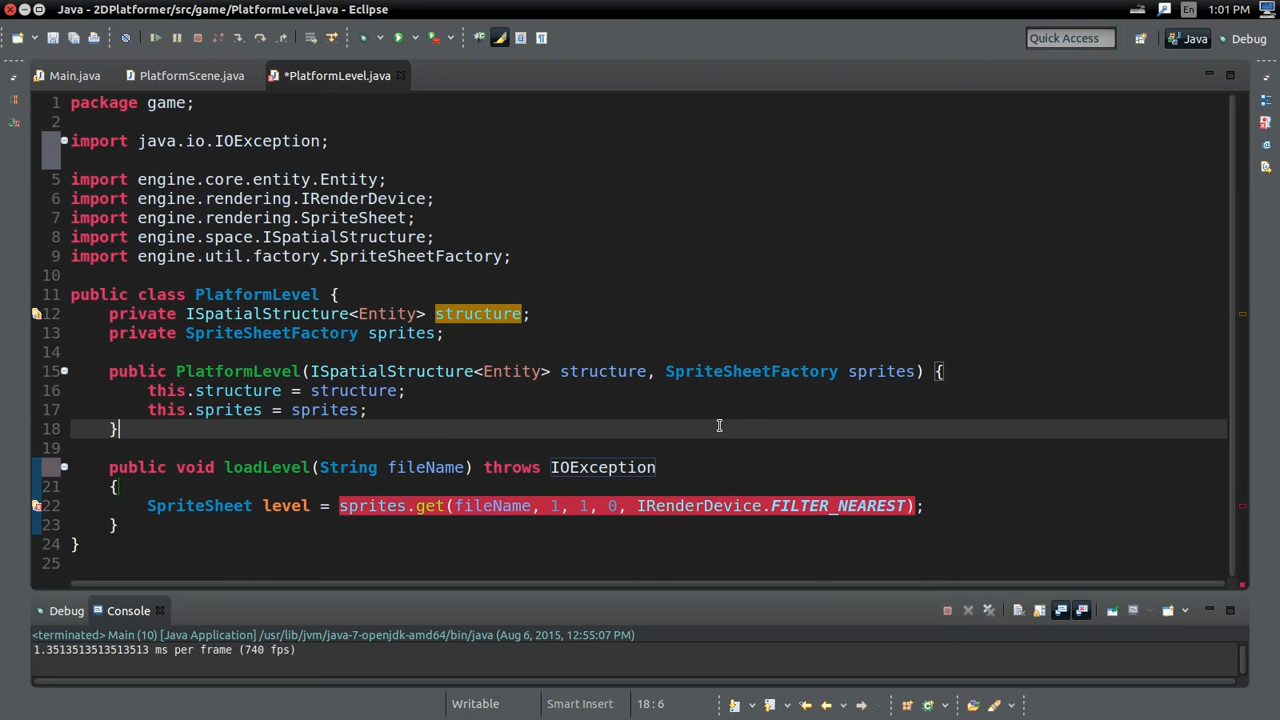 Java - 2DPlatformer/src/game/PlatformLevel.java - Eclipse
En
1:01 PM
Quick Access
Java
Debug
Main.java
PlatformScene.java
*PlatformLevel.java
1 package game;
2
import java.io.IOException;
5 import engine.core.entity.Entity;
6 import engine.rendering.IRenderDevice;
7 import engine.rendering.SpriteSheet;
8 import engine.space.ISpatialStructure;
9 import engine.util.factory.SpriteSheetFactory;
10
11 public class PlatformLevel {
12 private ISpatialStructure<Entity> structure;
13 private SpriteSheetFactory sprites;
14
15 public PlatformLevel(ISpatialStructure<Entity> structure, SpriteSheetFactory sprites) {
16 this.structure = structure;
17 this.sprites = sprites;
18 }
19
public void loadLevel(String fileName) throws IOException
21 {
22 SpriteSheet level = sprites.get(fileName, 1, 1, 0, IRenderDevice.FILTER_NEAREST);
23 }
24 }
25
Debug
Console
<terminated> Main (10) [Java Application] /usr/lib/jvm/java-7-openjdk-amd64/bin/java (Aug 6, 2015, 12:55:07 PM)
1.3513513513513513 ms per frame (740 fps)
Writable
Smart Insert
18 : 6